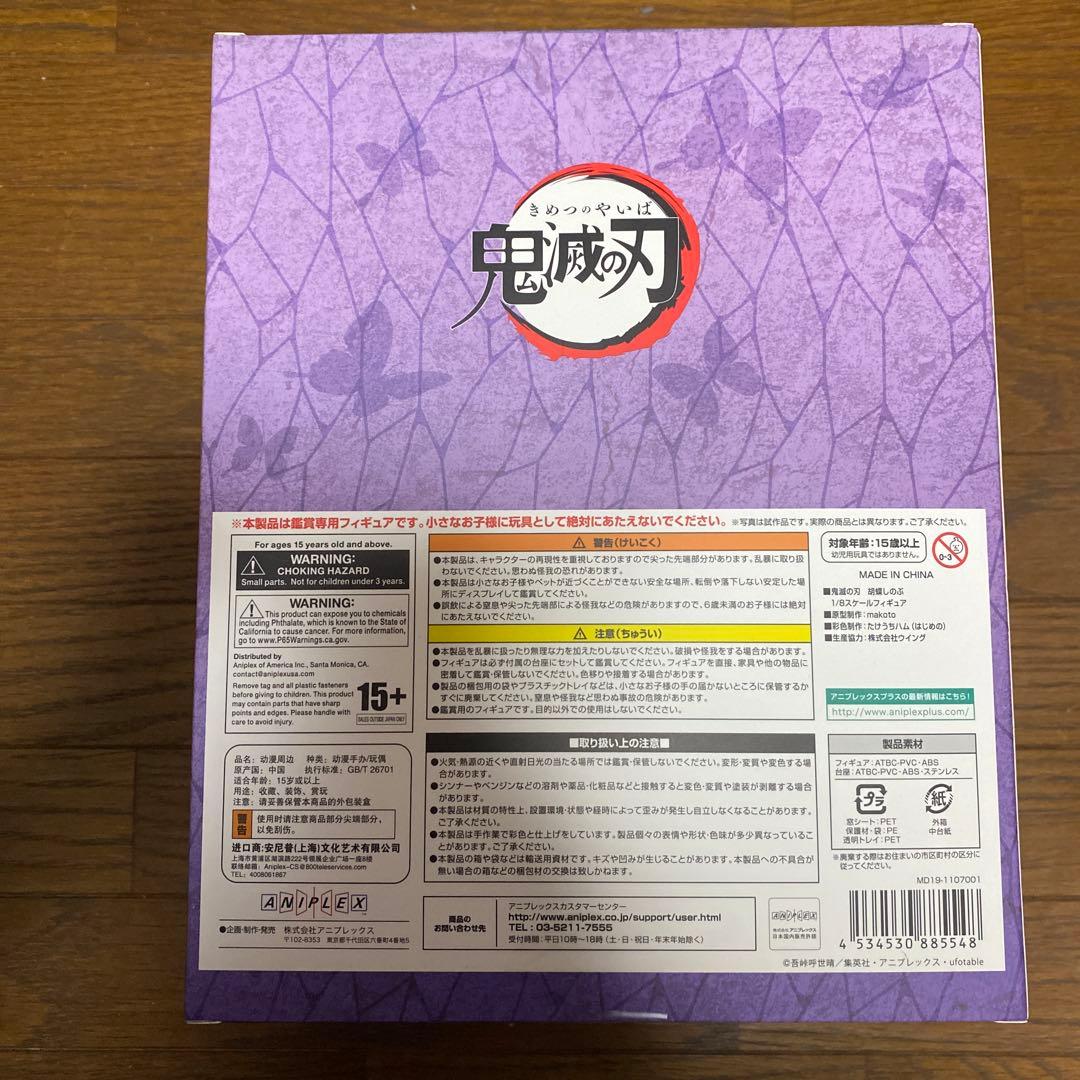 きめつのやいば
鬼滅の刃
※本製品は鑑賞専用フィギュアです。小さなお子様に玩具として絶対にあたえないでください。 ※写真は試作品です。実際の商品とは異なります。ご了承ください。
For ages 15 years old and above.
WARNING:
CHOKING HAZARD
Small parts. Not for children under 3 years.
WARNING:
This product can expose you to chemicals
including Phthalate, which is known to the State of
California to cause cancer. For more information,
go to www.P65Warnings.ca.gov.
Distributed by
Aniplex of America Inc., Santa Monica, CA.
contact@aniplexusa.com
Remove tag and all plastic fasteners
before giving to children. This product
may contain parts that have sharp
points and edges. Please handle with
care to avoid injury.
15+
SALES OUTSIDE JAPAN ONLY
警告(けいこく)
●本製品は、キャラクターの再現性を重視しておりますので尖った先端部分があります。乱暴に取り扱
わないでください。思わぬ怪我の恐れがあります。
●本製品は小さなお子様やペットが近づくことができない安全な場所、転倒や落下しない安定した場
所にディスプレイして鑑賞してください。
●誤飲による窒息や尖った先端部による怪我などの危険がありますので、6歳未満のお子様には絶対
にあたえないでください。
注意(ちゅうい)
●本製品を乱暴に扱ったり無理な力を加えたりしないでください。破損や怪我をする場合があります。
●フィギュアは必ず付属の台座にセットして鑑賞してください。フィギュアを直接、家具や他の物品に
密着して鑑賞・保管しないでください。色移りや接着する場合があります。
●製品の梱包用の袋やプラスチックトレイなどは、小さなお子様の手の届かないところに保管するか
すぐに廃棄してください。窒息や怪我など思わぬ事故の危険があります。
●鑑賞用のフィギュアです。目的以外での使用はしないでください。
対象年齢:15歳以上
幼児用玩具ではありません。
0-3
MADE IN CHINA
■鬼滅の刃 胡蝶しのぶ
1/8スケールフィギュア
■原型制作:makoto
■彩色制作:たけうちハム(はじめの)
■生産協力:株式会社ウイング
アニプレックスプラスの最新情報はこちら!
http://www.aniplexplus.com/
品名:动漫周边 种类:动漫手办/玩偶
原产国:中国 执行标准:GB/T 26701
适合年龄:15岁或以上
用途:收藏、装饰、赏玩
注意:请妥善保管本商品的外包装盒
警告
使用时请注意商品部分尖端部分,
以免刮伤。
进口商:安尼普(上海)文化艺术有限公司
上海市黄浦区湖滨路222号领展企业广场一座8楼
联络邮箱:Aniplex-CS@800teleservicee.com
TEL:4008061867
■取り扱い上の注意■
●火気・熱源の近くや直射日光の当たる場所では鑑賞・保管しないでください。変形・変質や変色する場
合があります。
●シンナーやベンジンなどの溶剤や薬品・化粧品などと接触すると変色・変質や塗装が剥離する場合
があります。
●本製品は材質の特性上、設置環境・状態や経時によって歪みが発生し自立しなくなることがあります。
ご了承ください。
●本製品は手作業で彩色と仕上げをしています。製品個々の表情や形状・色味が多少異なっていること
があります。ご了承ください。
●本製品の箱や袋などは輸送用資材です。キズや凹みが生じることがあります。本製品への不具合が
無い場合の箱などの梱包材の交換は致しかねます。
製品素材
フィギュア:ATBC-PVC・ABS
台座:ATBC-PVC・ABS・ステンレス
プラ
窓シート:PET
保護材・袋:PE
透明トレイ:PET
紙
外箱
中台紙
※廃棄する際はお住まいの市区町村の区分に
従ってください。
MD19-1107001
ANIPLEX
●企画・制作・発売 株式会社アニプレックス
〒102-8353 東京都千代田区六番町4番地5
商品の
お問い合わせ先
アニプレックスカスタマーセンター
http://www.aniplex.co.jp/support/user.html
TEL:03-5211-7555
受付時間:平日10時～18時(土・日・祝日・年末年始除く)
ANIPLEX
株式会社アニプレックス
日本国内販売許諾
4 534530 885548
©吾峠呼世晴/集英社・アニプレックス・ufotable